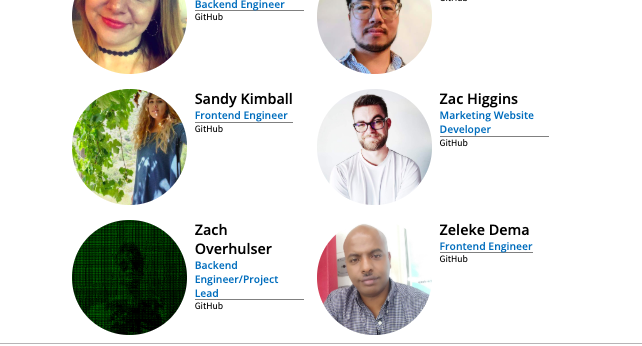 Backend Engineer
GitHub
Sandy Kimball
Frontend Engineer
GitHub
Zac Higgins
Marketing Website
Developer
GitHub
Zach
Overhulser
Backend
Engineer/Project
Lead
GitHub
Zeleke Dema
Frontend Engineer
GitHub